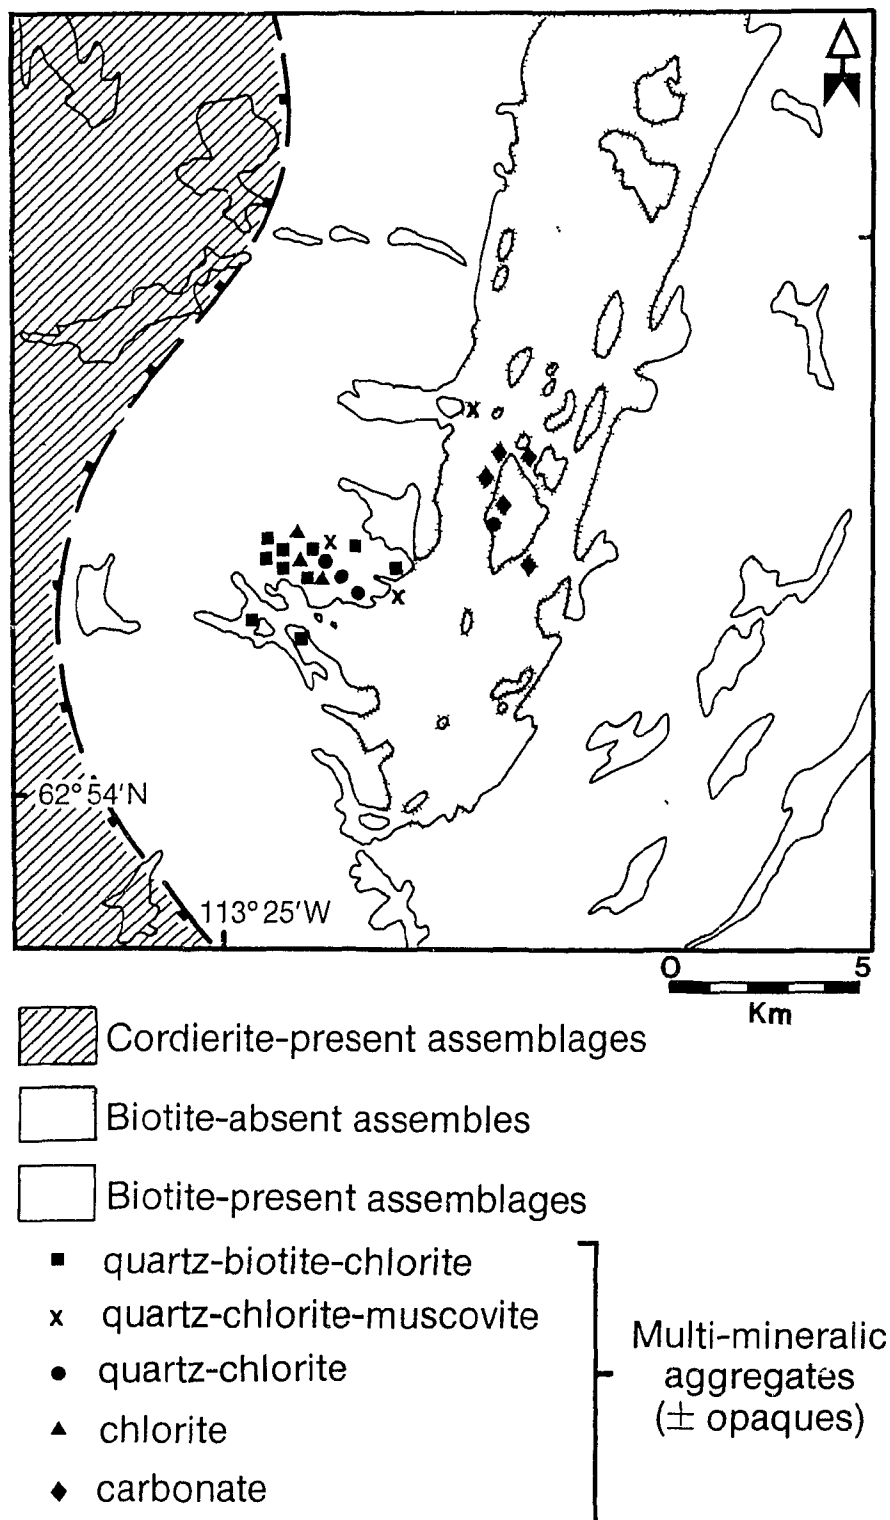 62°54'N
113°25'W
0 5
Km
Cordierite-present assemblages
Biotite-absent assembles
Biotite-present assemblages
quartz-biotite-chlorite
x quartz-chlorite-muscovite
quartz-chlorite
chlorite
carbonate
Multi-mineralic
aggregates
(± opaques)